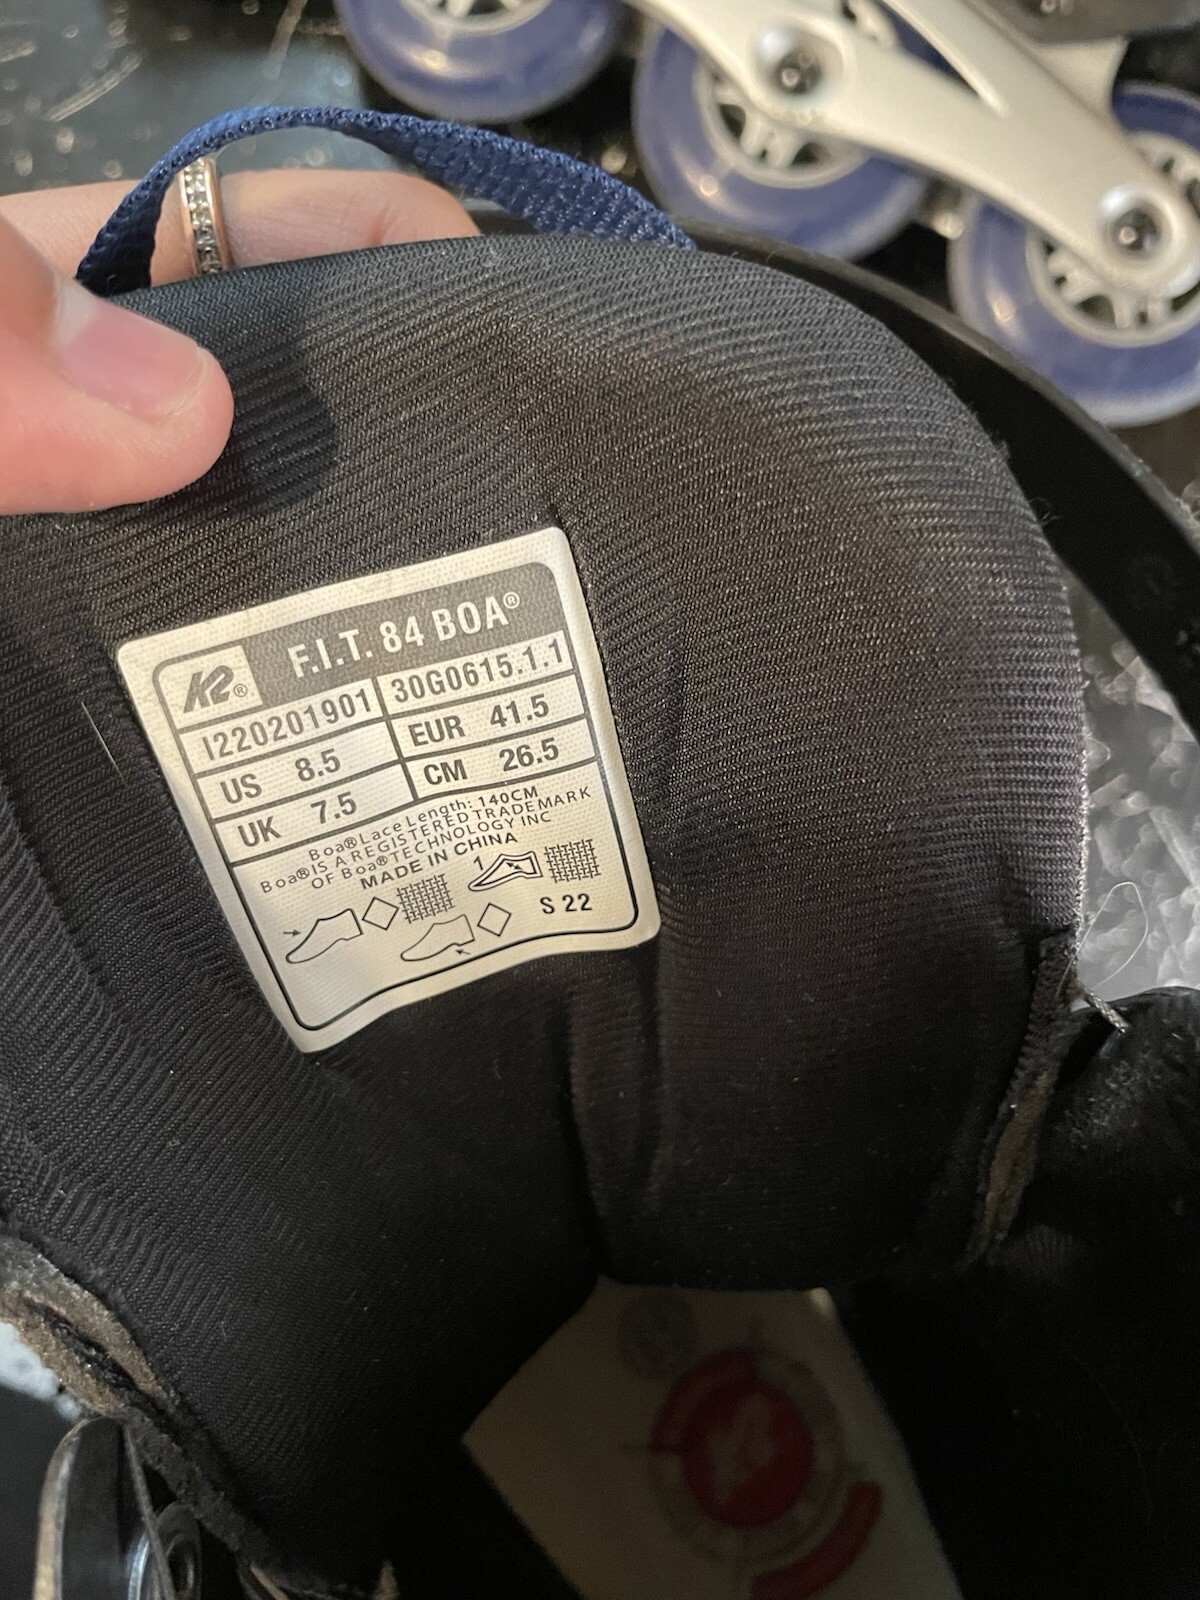 K2® F.I.T. 84 BOA®
I220201901 30G0615.1.1
US 8.5 EUR 41.5
UK 7.5 CM 26.5
Boa®Lace Length: 140CM
Boa®IS A REGISTERED TRADEMARK
OF Boa®TECHNOLOGY INC
MADE IN CHINA
1
S 22